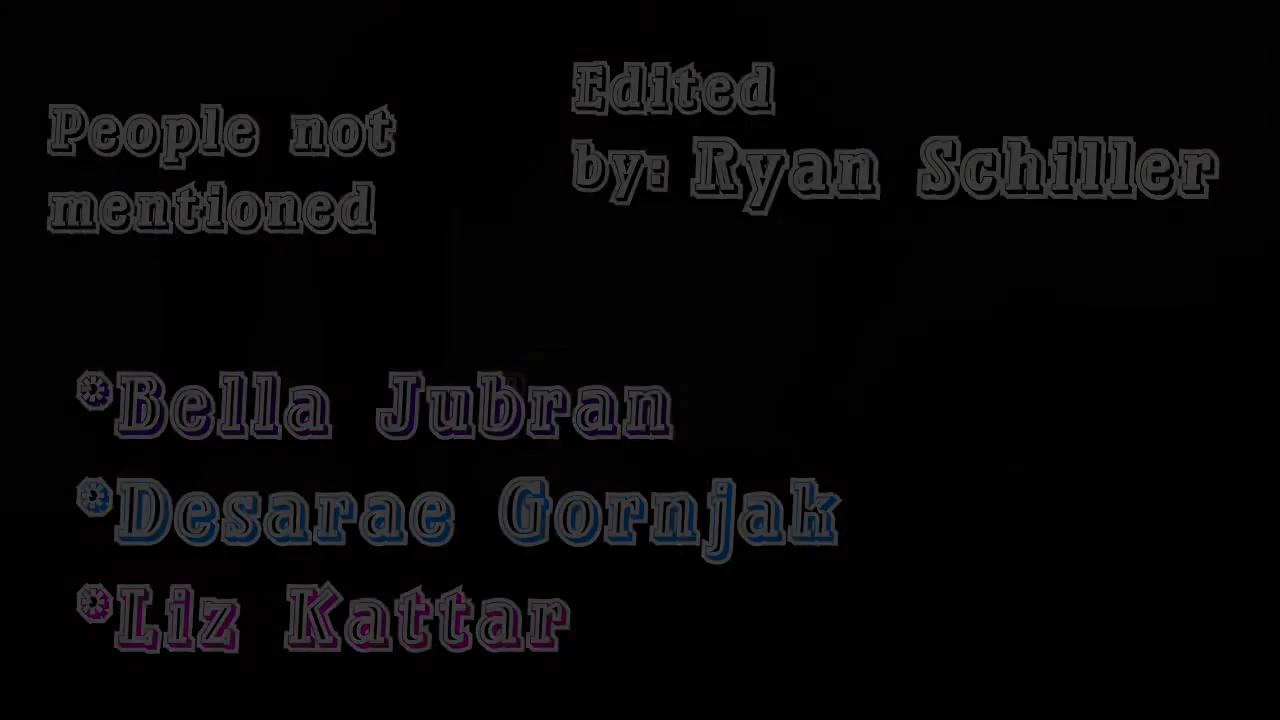 People not
mentioned
Edited
by: Ryan Schiller
*Bella Jubran
*Desarae Gornjak
*Liz Kattar